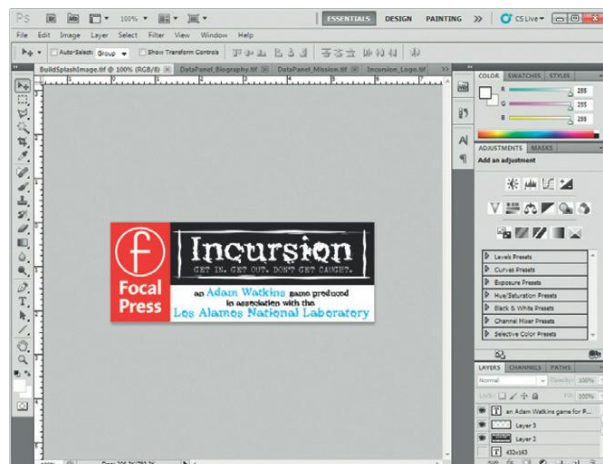 Ps 100% ESSENTIALS DESIGN PAINTING CS Live
File Edit Image Layer Select Filter View Window Help
Auto-Select: Group Show Transform Controls
BuildSplashImage.tif @ 100% (RGB/8) DataPanel_Biography.tif DataPanel_Mission.tif Incursion_Logo.tif
COLOR SWATCHES STYLES
R 255
G 255
B 255
ADJUSTMENTS MASKS
Add an adjustment
f
Focal
Press
Incursion
GET IN. GET OUT. DON'T GET CAUGHT.
an Adam Watkins game produced
in association with the
Los Alamos National Laboratory
Levels Presets
Curves Presets
Exposure Presets
Hue/Saturation Presets
Black & White Presets
Channel Mixer Presets
Selective Color Presets
LAYERS CHANNELS PATHS
Normal Opacity: 100%
Lock: 100%
an Adam Watkins game for R...
Layer 3
Layer 2
432x163